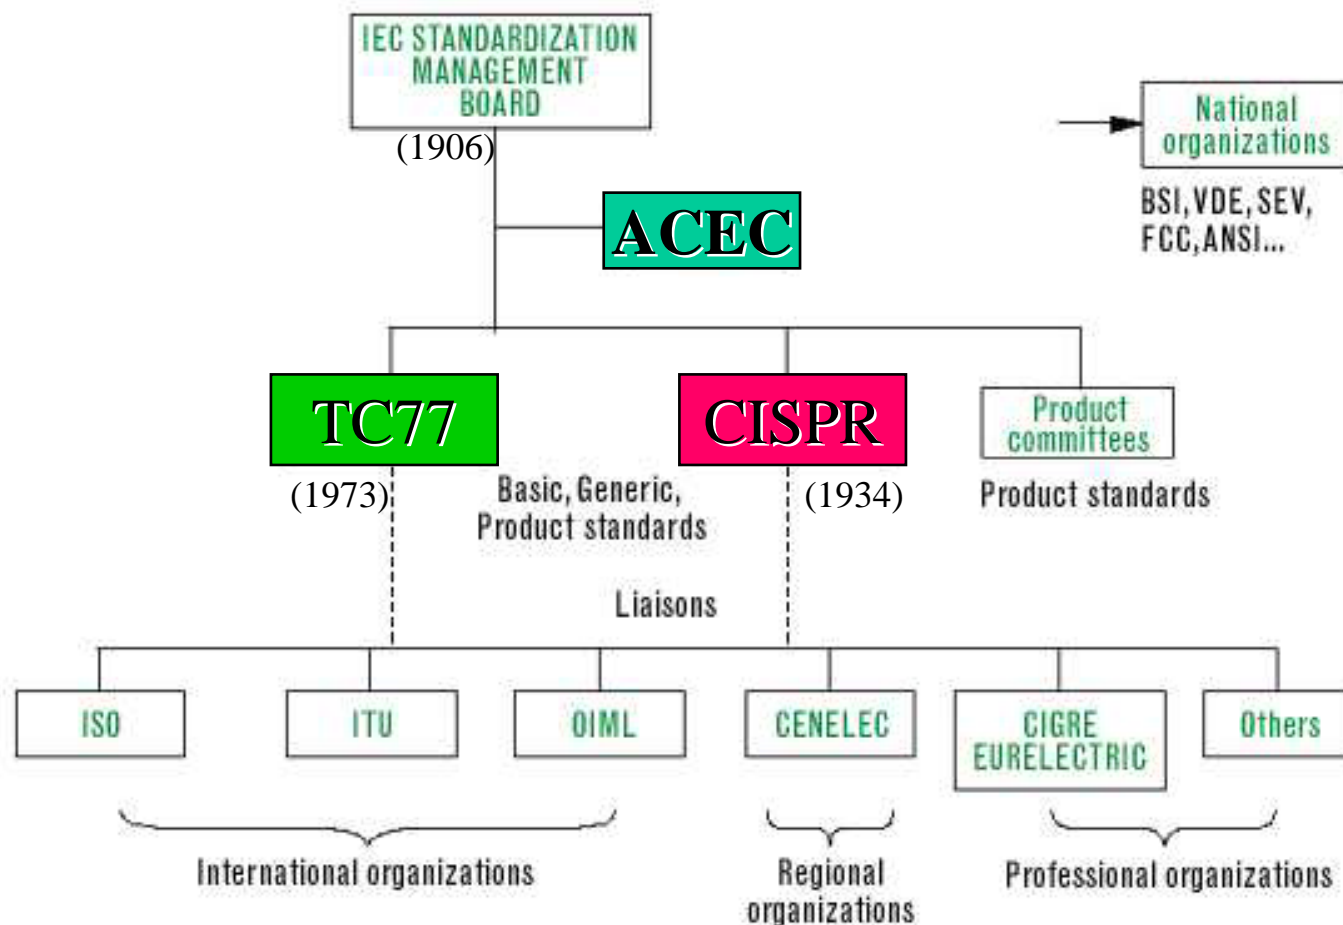 IEC STANDARDIZATION
MANAGEMENT
BOARD
(1906)
National
organizations
BSI, VDE, SEV,
FCC, ANSI...
ACEC
TC77
CISPR
Product
committees
(1973)
Basic, Generic,
Product standards
(1934)
Product standards
Liaisons
ISO
ITU
OIML
CENELEC
CIGRE
EURELECTRIC
Others
International organizations
Regional
organizations
Professional organizations